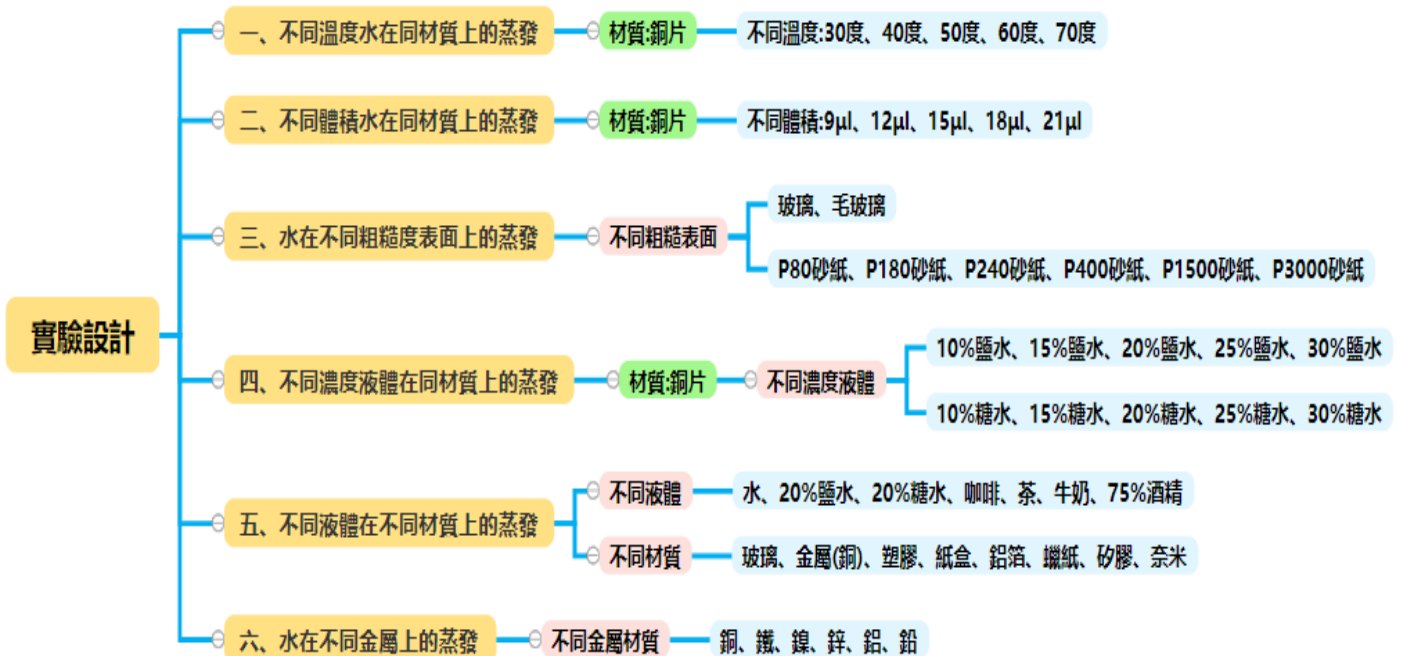 一、不同溫度水在同材質上的蒸發 材質:銅片 不同溫度:30度、40度、50度、60度、70度
二、不同體積水在同材質上的蒸發 材質:銅片 不同體積:9μl、12μl、15μl、18μl、21μl
玻璃、毛玻璃
三、水在不同粗糙度表面上的蒸發 不同粗糙表面
P80砂紙、P180砂紙、P240砂紙、P400砂紙、P1500砂紙、P3000砂紙
實驗設計
10%鹽水、15%鹽水、20%鹽水、25%鹽水、30%鹽水
四、不同濃度液體在同材質上的蒸發 材質:銅片 不同濃度液體
10%糖水、15%糖水、20%糖水、25%糖水、30%糖水
不同液體 水、20%鹽水、20%糖水、咖啡、茶、牛奶、75%酒精
五、不同液體在不同材質上的蒸發
不同材質 玻璃、金屬(銅)、塑膠、紙盒、鋁箔、蠟紙、矽膠、奈米
六、水在不同金屬上的蒸發 不同金屬材質 銅、鐵、鎳、鋅、鋁、鉛